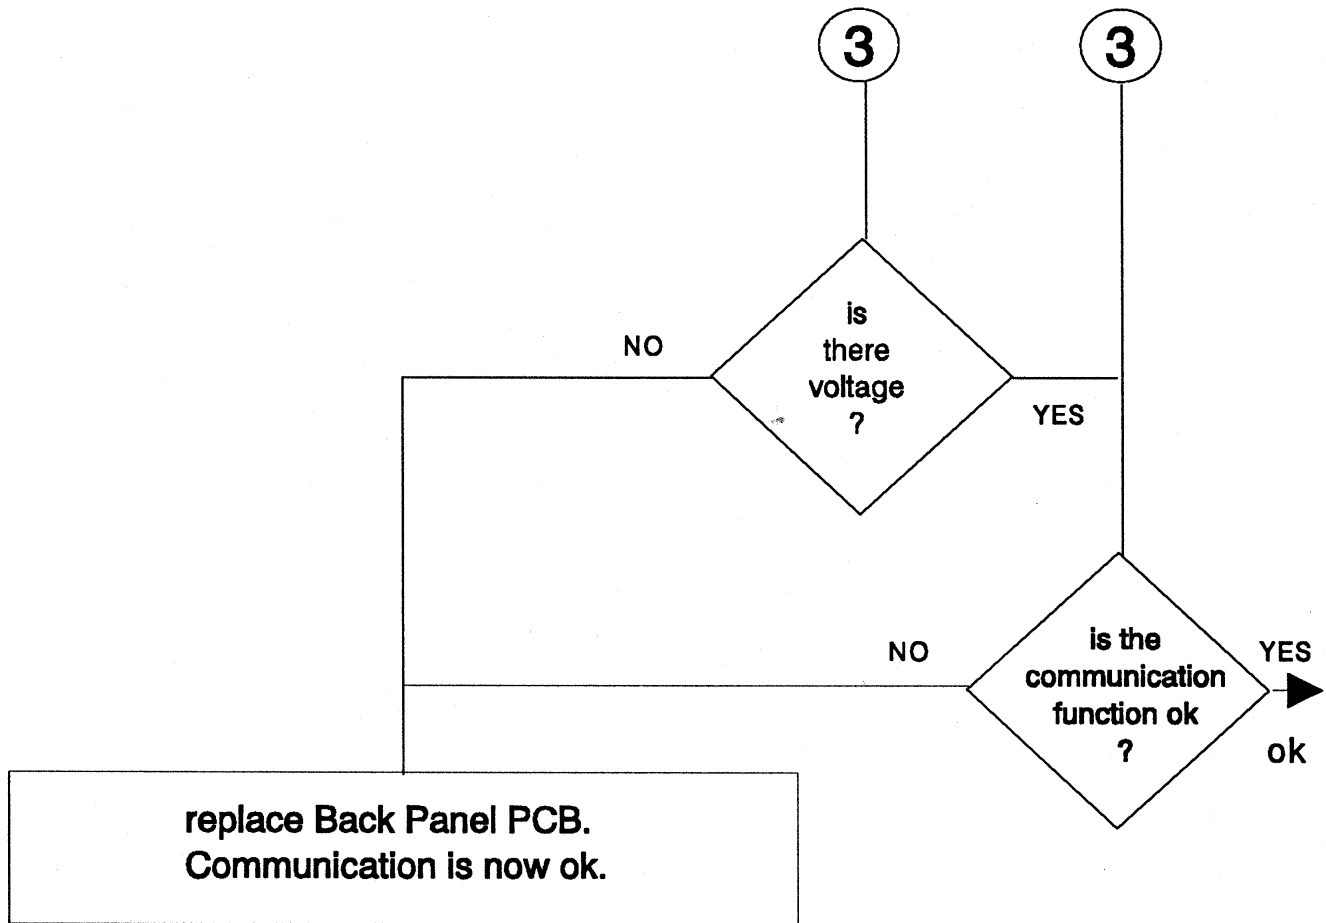 3
3
is
there
voltage
?
NO
YES
is the
communication
function ok
?
NO
YES
ok
replace Back Panel PCB.
Communication is now ok.